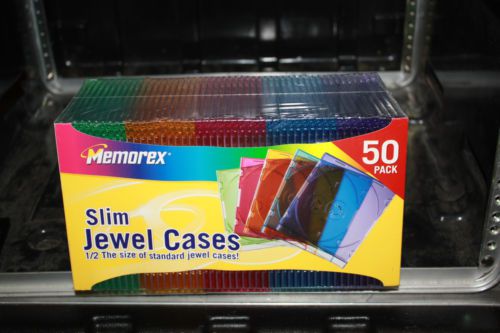 Memorex
50
PACK
Slim
Jewel Cases
1/2 The size of standard jewel cases!